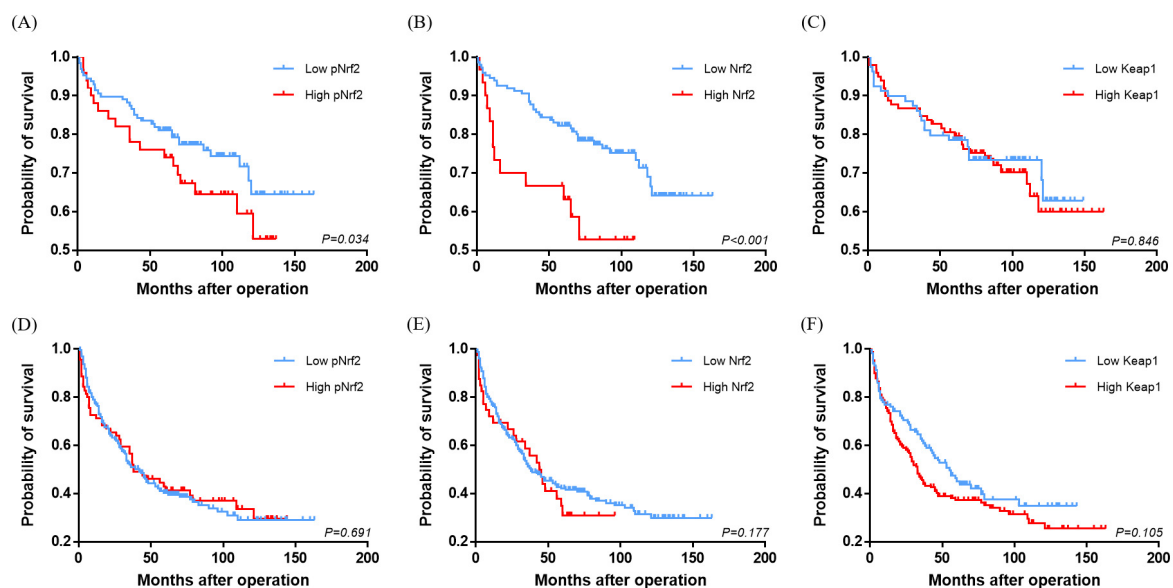 (A)
Probability of survival
1.0
0.9
0.8
0.7
0.6
0.5
Low pNrf2
High pNrf2
P=0.034
0 50 100 150 200
Months after operation
(B)
Probability of survival
1.0
0.9
0.8
0.7
0.6
0.5
Low Nrf2
High Nrf2
P<0.001
0 50 100 150 200
Months after operation
(C)
Probability of survival
1.0
0.9
0.8
0.7
0.6
0.5
Low Keap1
High Keap1
P=0.846
0 50 100 150 200
Months after operation
(D)
Probability of survival
1.0
0.8
0.6
0.4
0.2
Low pNrf2
High pNrf2
P=0.691
0 50 100 150 200
Months after operation
(E)
Probability of survival
1.0
0.8
0.6
0.4
0.2
Low Nrf2
High Nrf2
P=0.177
0 50 100 150 200
Months after operation
(F)
Probability of survival
1.0
0.8
0.6
0.4
0.2
Low Keap1
High Keap1
P=0.105
0 50 100 150 200
Months after operation